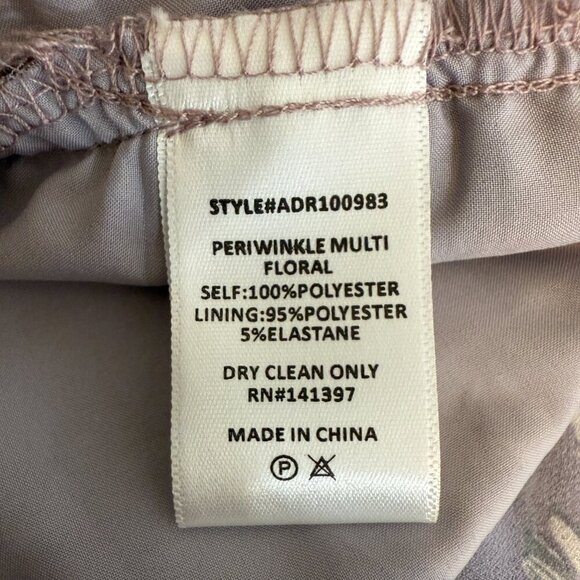 STYLE#ADR100983
PERIWINKLE MULTI
FLORAL
SELF:100%POLYESTER
LINING:95%POLYESTER
5%ELASTANE
DRY CLEAN ONLY
RN#141397
MADE IN CHINA
P